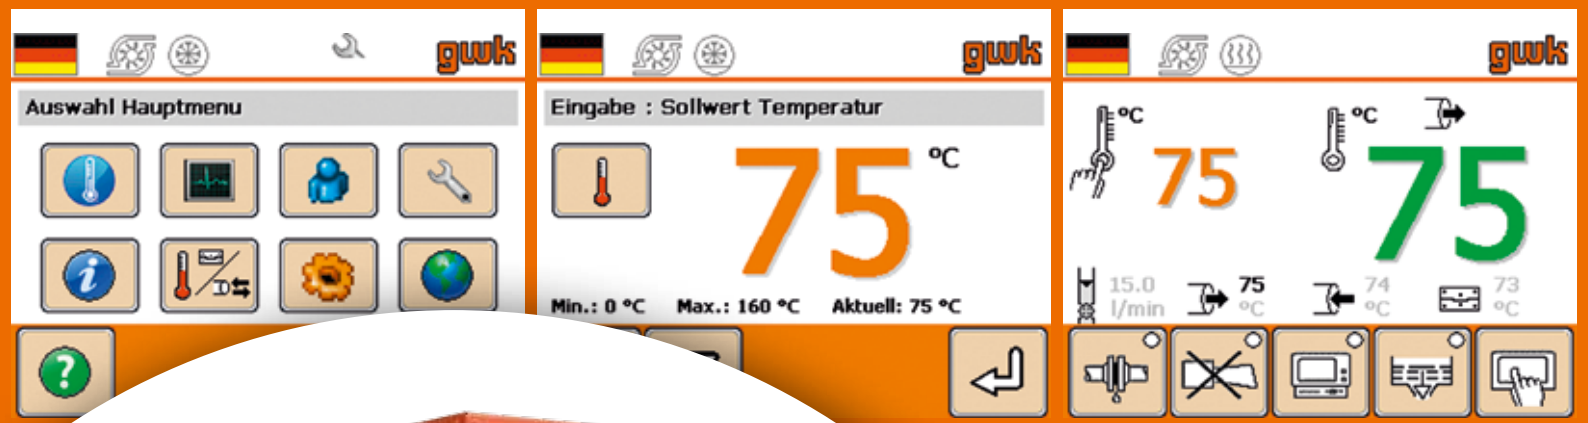 gwk
Auswahl Hauptmenu
gwk
Eingabe : Sollwert Temperatur
75 °C
Min.: 0 °C Max.: 160 °C Aktuell: 75 °C
gwk
°C °C
75 75
15.0 75 74 73
l/min °C °C °C